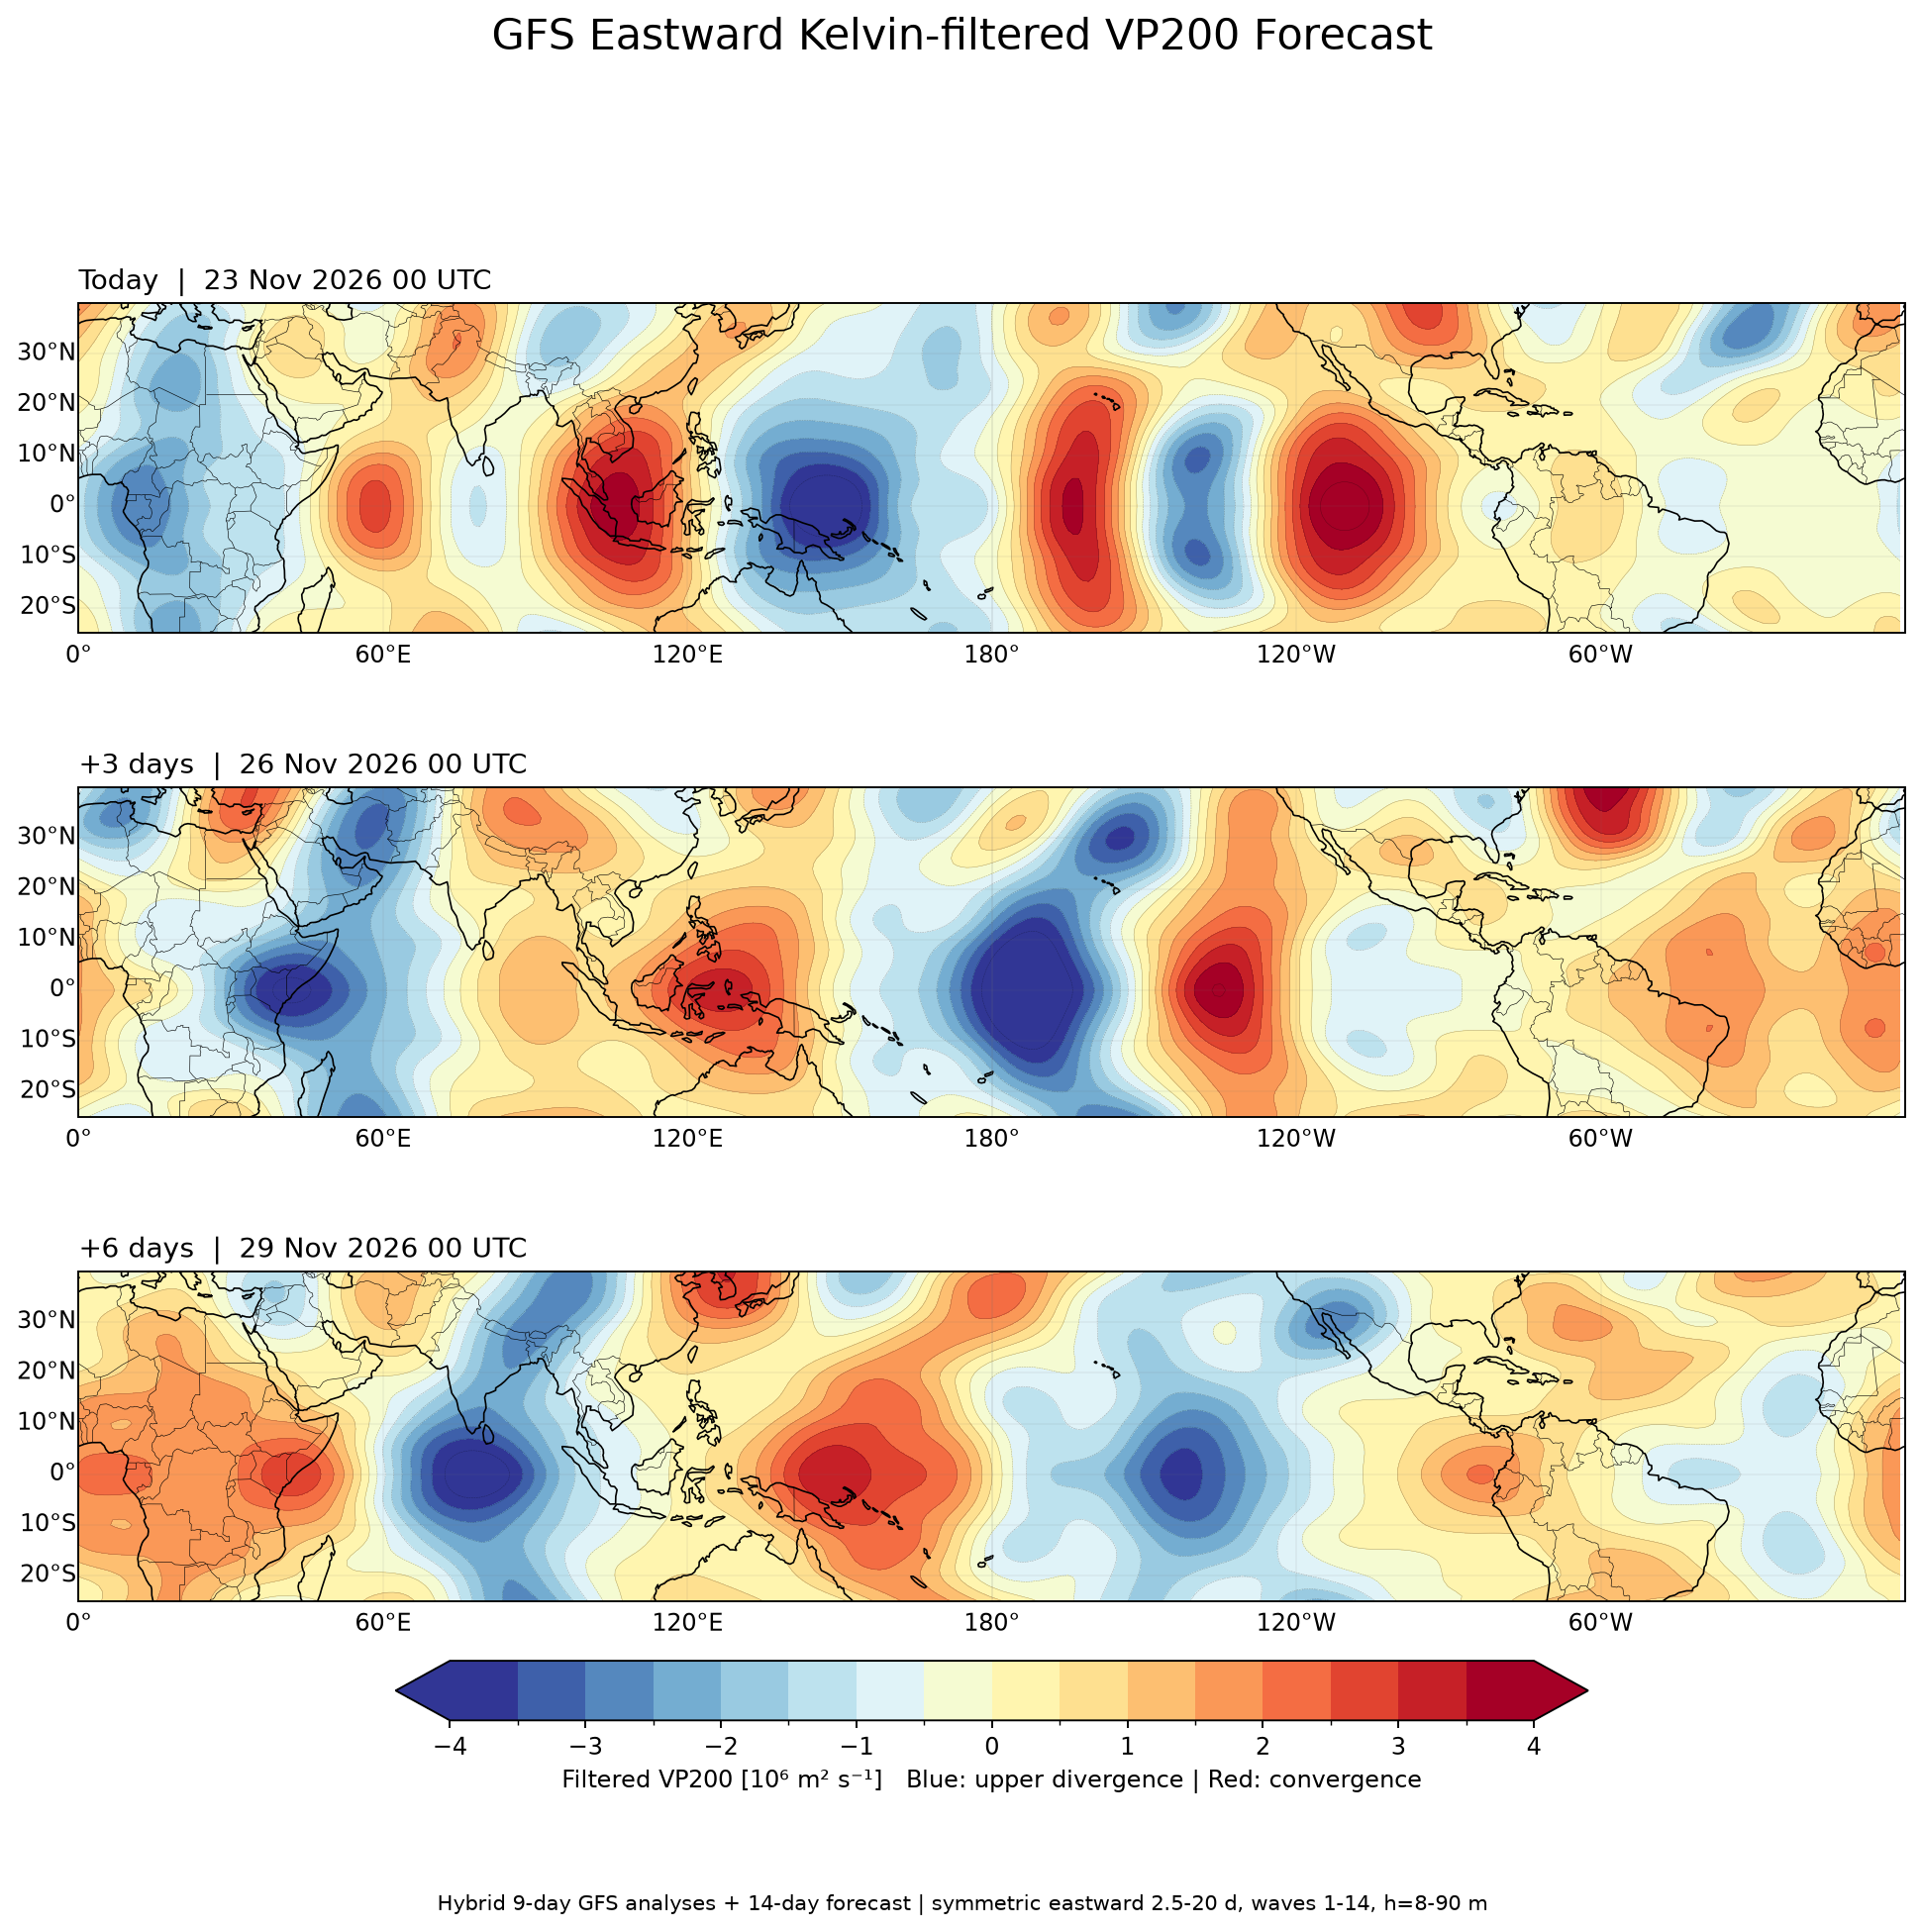 GFS Eastward Kelvin-filtered VP200 Forecast
Today | 23 Nov 2026 00 UTC
30°N
20°N
10°N
0°
10°S
20°S
0° 60°E 120°E 180° 120°W 60°W
+3 days | 26 Nov 2026 00 UTC
30°N
20°N
10°N
0°
10°S
20°S
0° 60°E 120°E 180° 120°W 60°W
+6 days | 29 Nov 2026 00 UTC
30°N
20°N
10°N
0°
10°S
20°S
0° 60°E 120°E 180° 120°W 60°W
−4 −3 −2 −1 0 1 2 3 4
Filtered VP200 [10⁶ m² s⁻¹] Blue: upper divergence | Red: convergence
Hybrid 9-day GFS analyses + 14-day forecast | symmetric eastward 2.5-20 d, waves 1-14, h=8-90 m